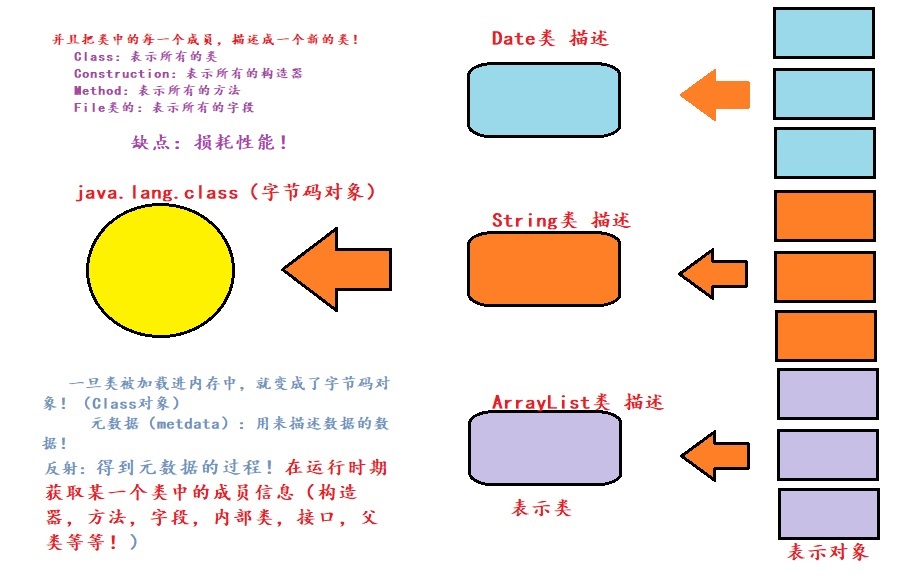 并且把类中的每一个成员，描述成一个新的类！
Class：表示所有的类
Construction：表示所有的构造器
Method：表示所有的方法
File类的：表示所有的字段
缺点：损耗性能！
java.lang.class（字节码对象）
一旦类被加载进内存中，就变成了字节码对
象！（Class对象）
元数据（metdata）：用来描述数据的数
据！
反射：得到元数据的过程！在运行时期
获取某一个类中的成员信息（构造
器，方法，字段，内部类，接口，父
类等等！）
Date类 描述
String类 描述
ArrayList类 描述
表示类
表示对象